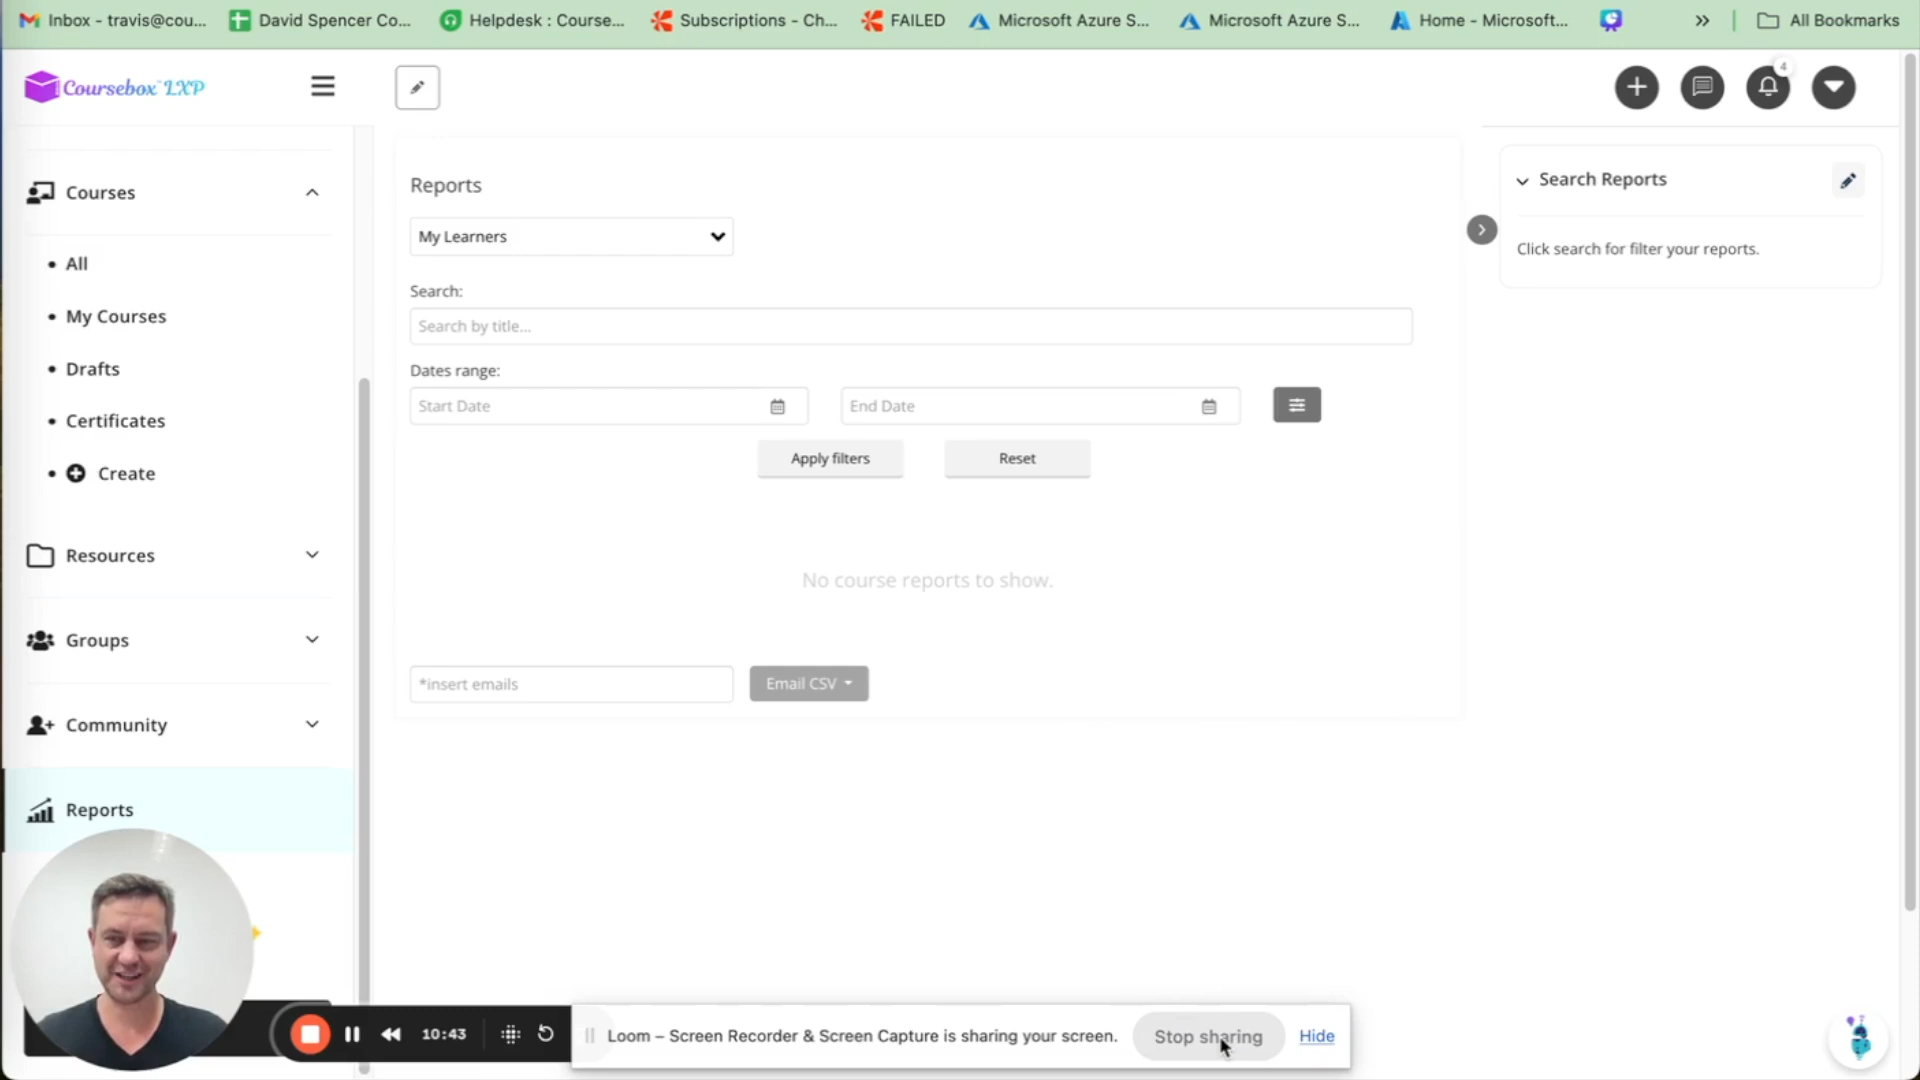 Inbox - travis@cou...
David Spencer Co...
Helpdesk : Course...
Subscriptions - Ch...
FAILED
Microsoft Azure S...
Microsoft Azure S...
Home - Microsoft...
All Bookmarks
Coursebox™ LXP
4
Courses
All
My Courses
Drafts
Certificates
Create
Resources
Groups
Community
Reports
Reports
My Learners
Search:
Search by title...
Dates range:
Start Date
End Date
Apply filters
Reset
No course reports to show.
*insert emails
Email CSV
Search Reports
Click search for filter your reports.
10:43
Loom – Screen Recorder & Screen Capture is sharing your screen.
Stop sharing
Hide